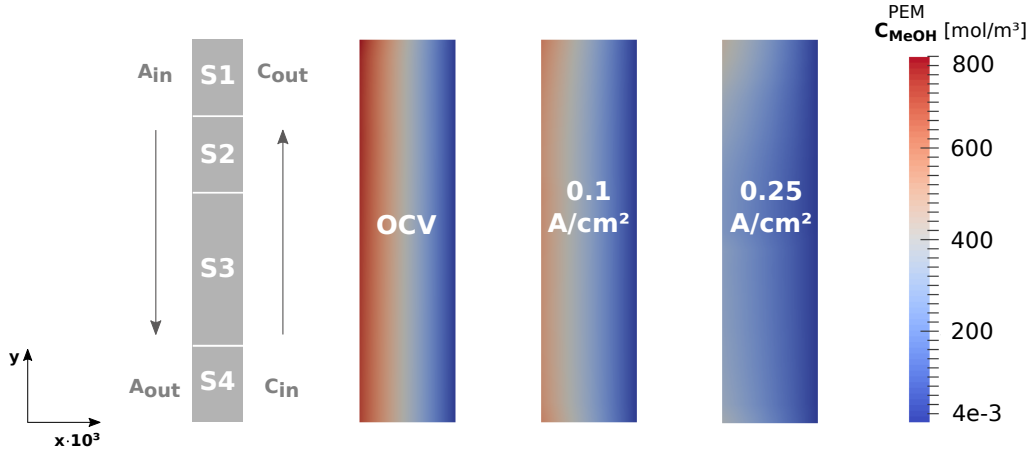 PEM
C_MeOH [mol/m³]
A_in
S1
C_out
S2
S3
A_out
S4
C_in
y
x·10³
OCV
0.1
A/cm²
0.25
A/cm²
800
600
400
200
4e-3